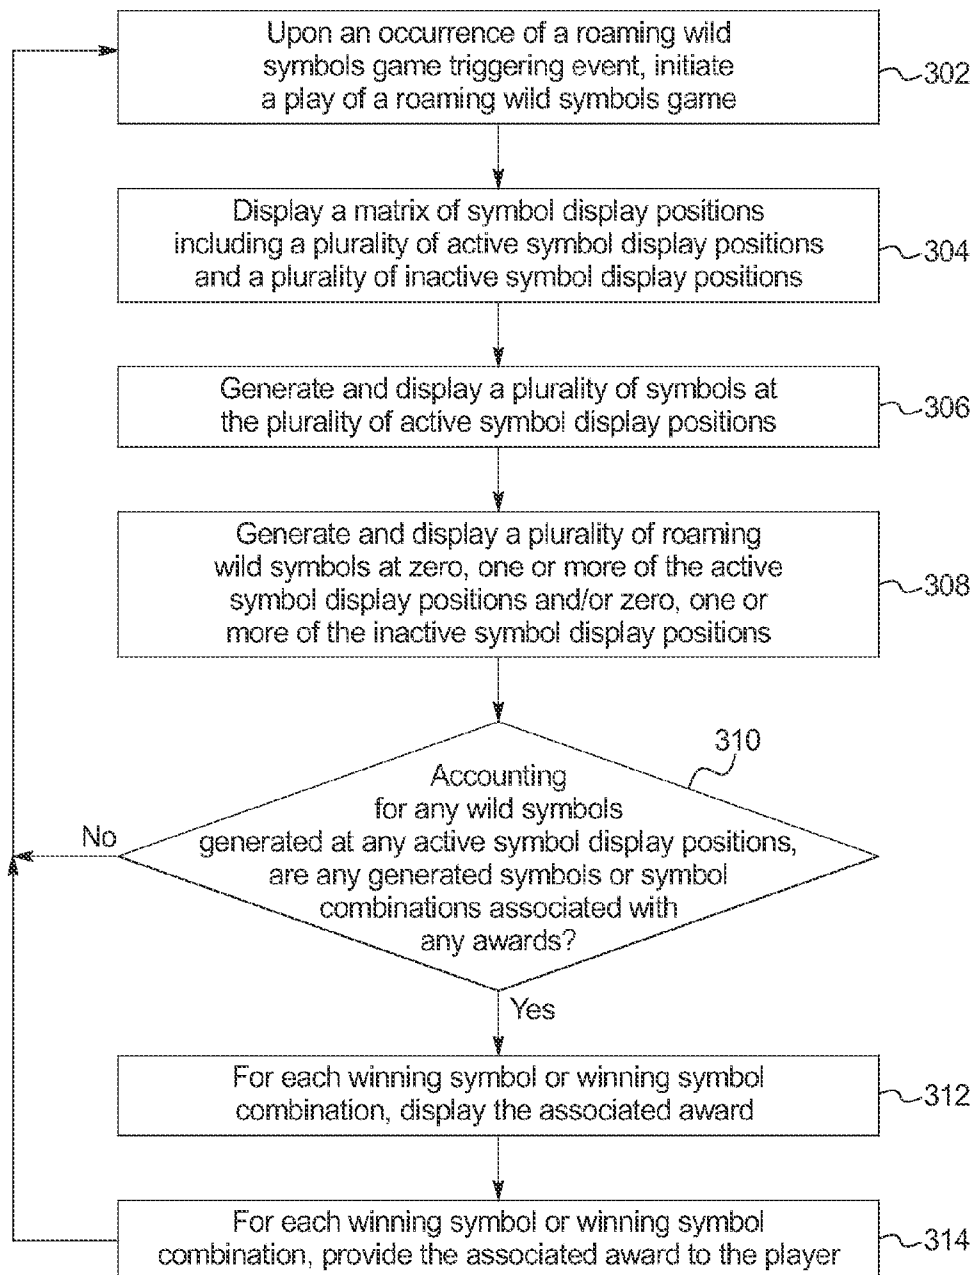 Upon an occurrence of a roaming wild
symbols game triggering event, initiate
a play of a roaming wild symbols game
302
Display a matrix of symbol display positions
including a plurality of active symbol display positions
and a plurality of inactive symbol display positions
304
Generate and display a plurality of symbols at
the plurality of active symbol display positions
306
Generate and display a plurality of roaming
wild symbols at zero, one or more of the active
symbol display positions and/or zero, one or
more of the inactive symbol display positions
308
310
Accounting
for any wild symbols
generated at any active symbol display positions,
are any generated symbols or symbol
combinations associated with
any awards?
No
Yes
For each winning symbol or winning symbol
combination, display the associated award
312
For each winning symbol or winning symbol
combination, provide the associated award to the player
314